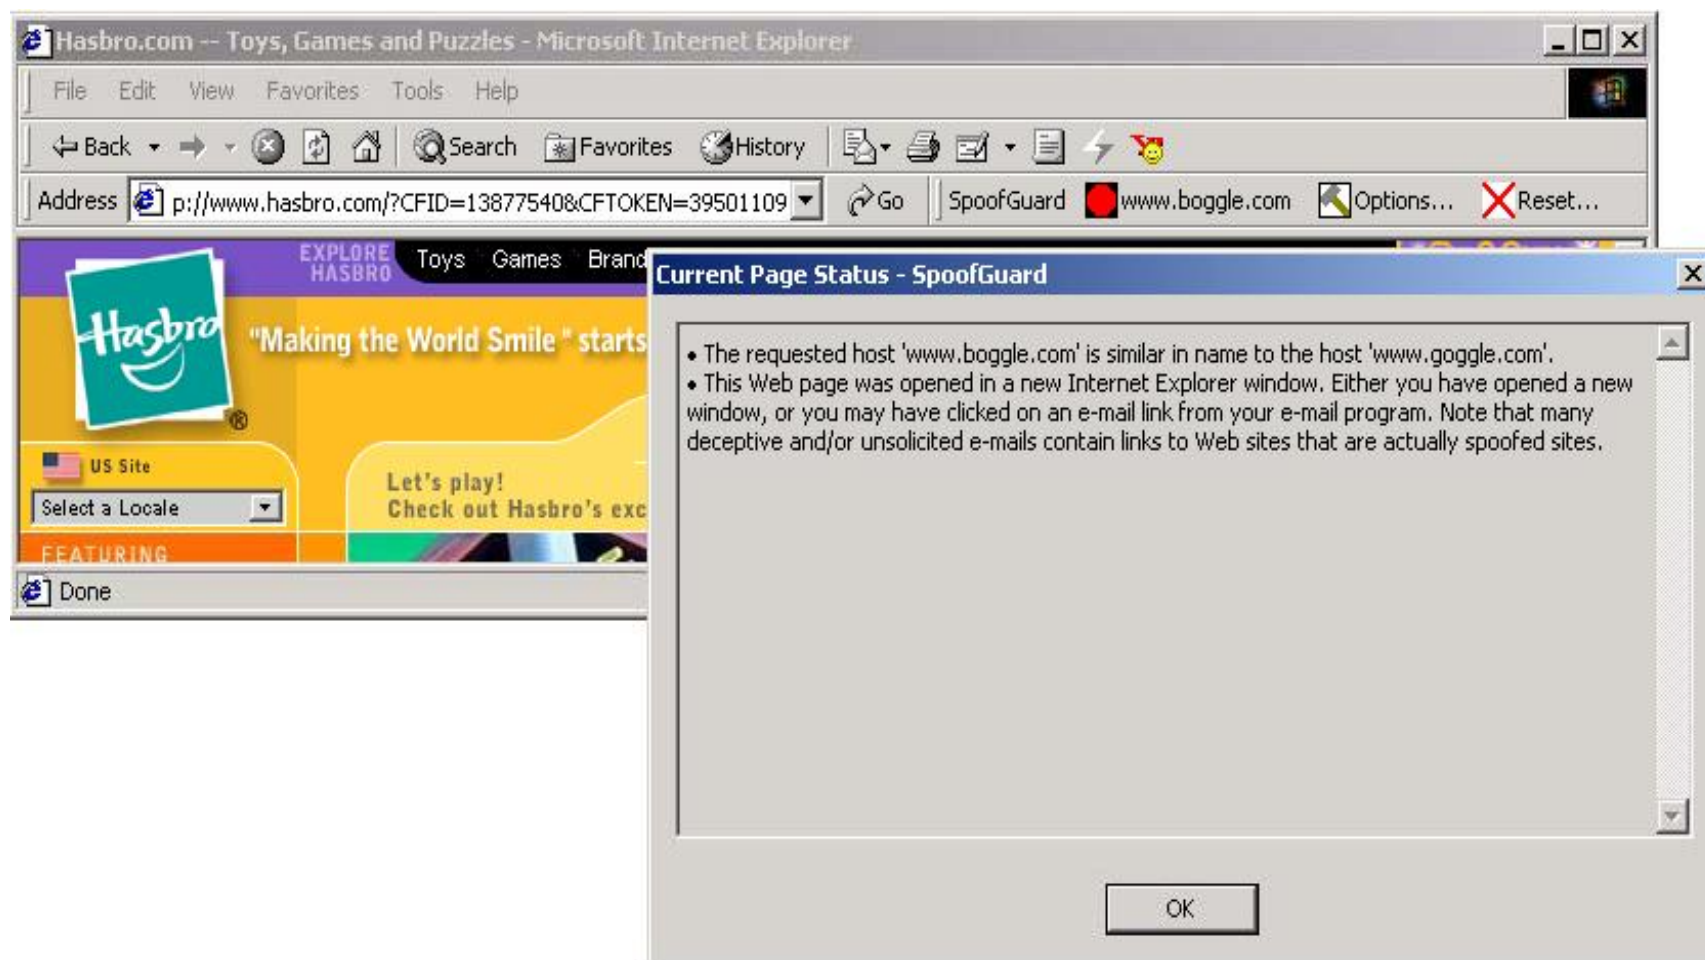 Hasbro.com -- Toys, Games and Puzzles - Microsoft Internet Explorer
File Edit View Favorites Tools Help
Back Search Favorites History
Address p://www.hasbro.com/?CFID=13877540&CFTOKEN=39501109 Go SpoofGuard www.boggle.com Options... Reset...
EXPLORE HASBRO Toys Games Brand
Hasbro
®
"Making the World Smile" starts
US Site
Select a Locale
Let's play!
Check out Hasbro's exc
FEATURING
Done
Current Page Status - SpoofGuard
• The requested host 'www.boggle.com' is similar in name to the host 'www.goggle.com'.
• This Web page was opened in a new Internet Explorer window. Either you have opened a new
window, or you may have clicked on an e-mail link from your e-mail program. Note that many
deceptive and/or unsolicited e-mails contain links to Web sites that are actually spoofed sites.
OK